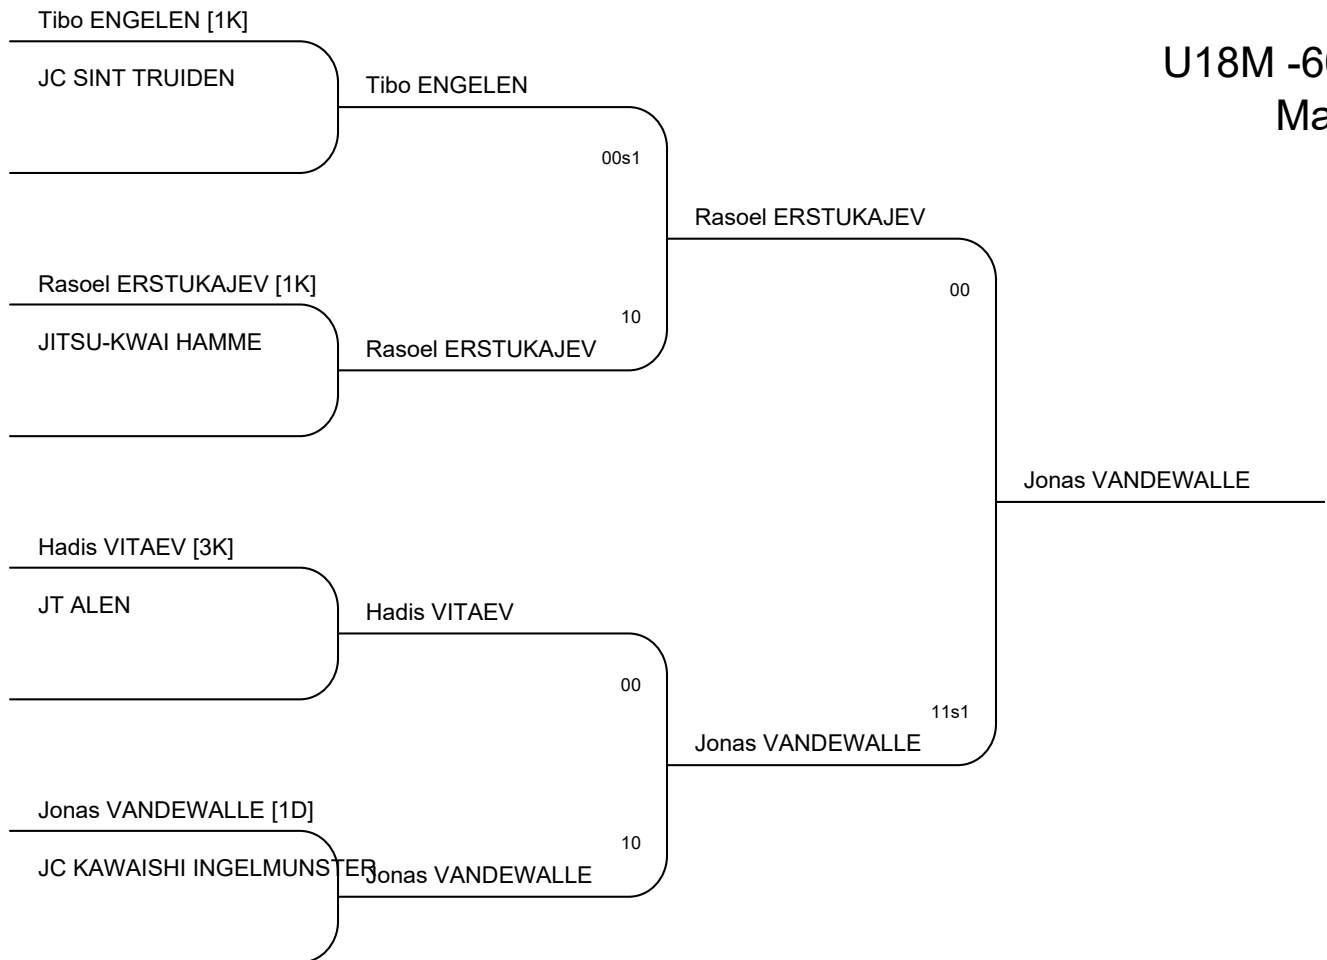 Tibo ENGELEN [1K]
JC SINT TRUIDEN
Tibo ENGELEN
00s1
Rasoel ERSTUKAJEV
00
Rasoel ERSTUKAJEV [1K]
JITSU-KWAI HAMME
10
Rasoel ERSTUKAJEV
Jonas VANDEWALLE
Hadis VITAEV [3K]
JT ALEN
Hadis VITAEV
00
11s1
Jonas VANDEWALLE
Jonas VANDEWALLE [1D]
JC KAWAISHI INGELMUNSTER
10
Jonas VANDEWALLE
U18M